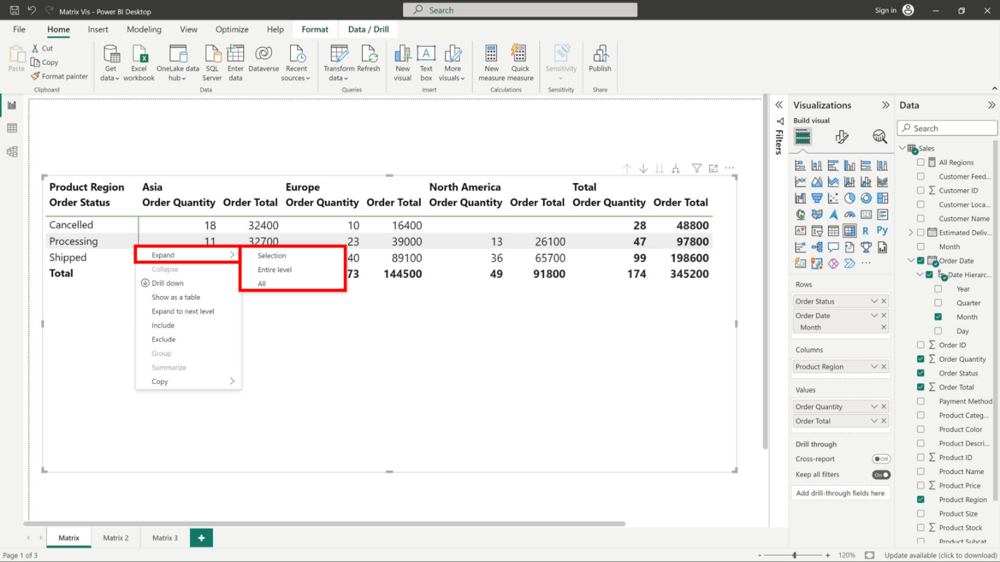 Matrix Vis - Power BI Desktop
Search
Sign in
File Home Insert Modeling View Optimize Help Format Data / Drill
Paste
Cut
Copy
Format painter
Clipboard
Get data
Excel workbook
OneLake data hub
SQL Server
Enter data
Dataverse
Recent sources
Data
Transform data
Refresh
Queries
New visual
Text box
More visuals
Insert
New measure
Quick measure
Calculations
Sensitivity
Sensitivity
Publish
Share
Product Region Asia Europe North America Total
Order Status Order Quantity Order Total Order Quantity Order Total Order Quantity Order Total Order Quantity Order Total
Cancelled 18 32400 10 16400 28 48800
Processing 11 32700 23 39000 13 26100 47 97800
Shipped 40 89100 36 65700 99 198600
Total 73 144500 49 91800 174 345200
Expand
Collapse
Drill down
Show as a table
Expand to next level
Include
Exclude
Group
Summarize
Copy
Selection
Entire level
All
Filters
Visualizations
Build visual
R
Py
Rows
Order Status
Order Date
Month
Columns
Product Region
Values
Order Quantity
Order Total
Drill through
Cross-report Off
Keep all filters On
Add drill-through fields here
Data
Search
Sales
All Regions
Customer Feed...
Customer ID
Customer Loca...
Customer Name
Estimated Deliv...
Month
Order Date
Date Hierarc...
Year
Quarter
Month
Day
Order ID
Order Quantity
Order Status
Order Total
Payment Method
Product Categ...
Product Color
Product Descri...
Product ID
Product Name
Product Price
Product Region
Product Size
Product Stock
Product Subcat
Matrix Matrix 2 Matrix 3 +
Page 1 of 3
- + 120%
Update available (click to download)